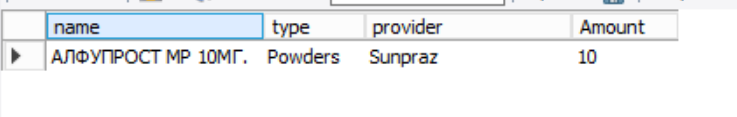 name type provider Amount
АЛФУПРОСТ МР 10МГ. Powders Sunpraz 10